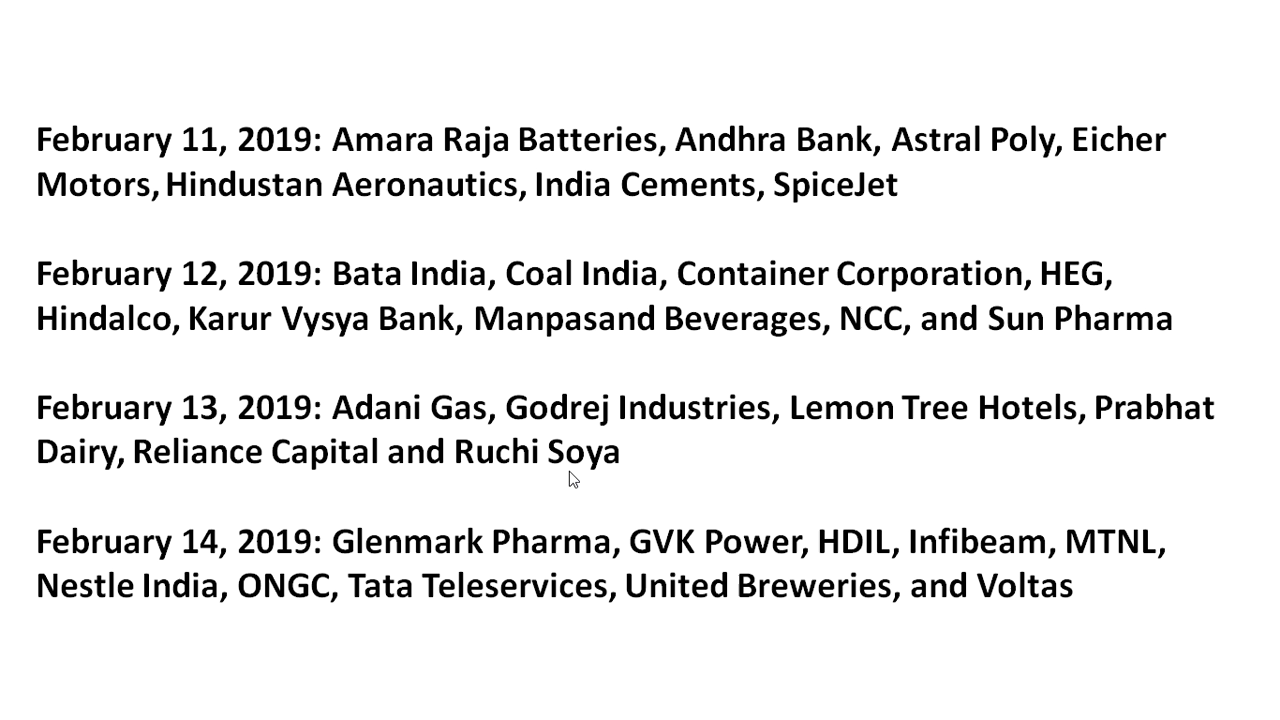 February 11, 2019: Amara Raja Batteries, Andhra Bank, Astral Poly, Eicher
Motors, Hindustan Aeronautics, India Cements, SpiceJet
February 12, 2019: Bata India, Coal India, Container Corporation, HEG,
Hindalco, Karur Vysya Bank, Manpasand Beverages, NCC, and Sun Pharma
February 13, 2019: Adani Gas, Godrej Industries, Lemon Tree Hotels, Prabhat
Dairy, Reliance Capital and Ruchi Soya
February 14, 2019: Glenmark Pharma, GVK Power, HDIL, Infibeam, MTNL,
Nestle India, ONGC, Tata Teleservices, United Breweries, and Voltas